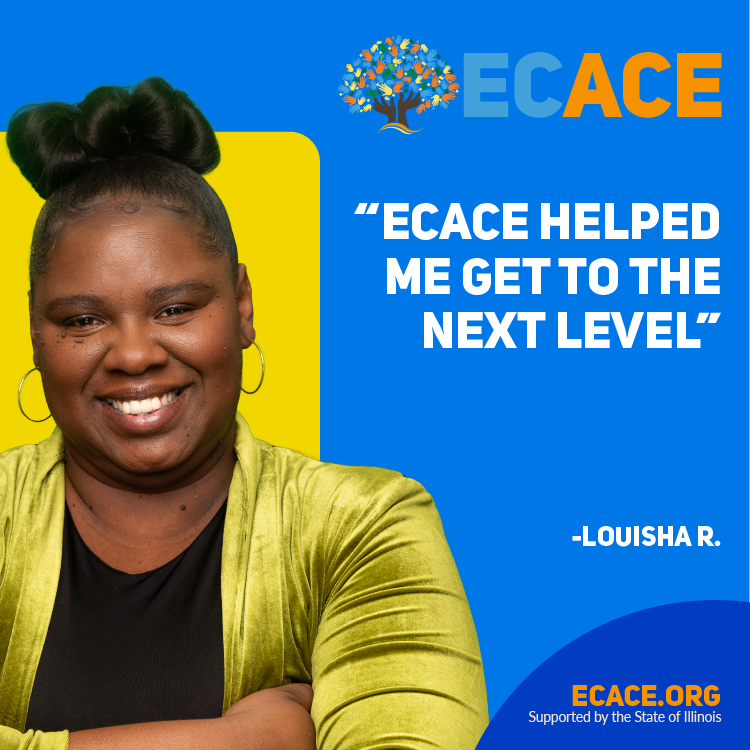 ECACE
“ECACE HELPED
ME GET TO THE
NEXT LEVEL”
-LOUISHA R.
ECACE.ORG
Supported by the State of Illinois